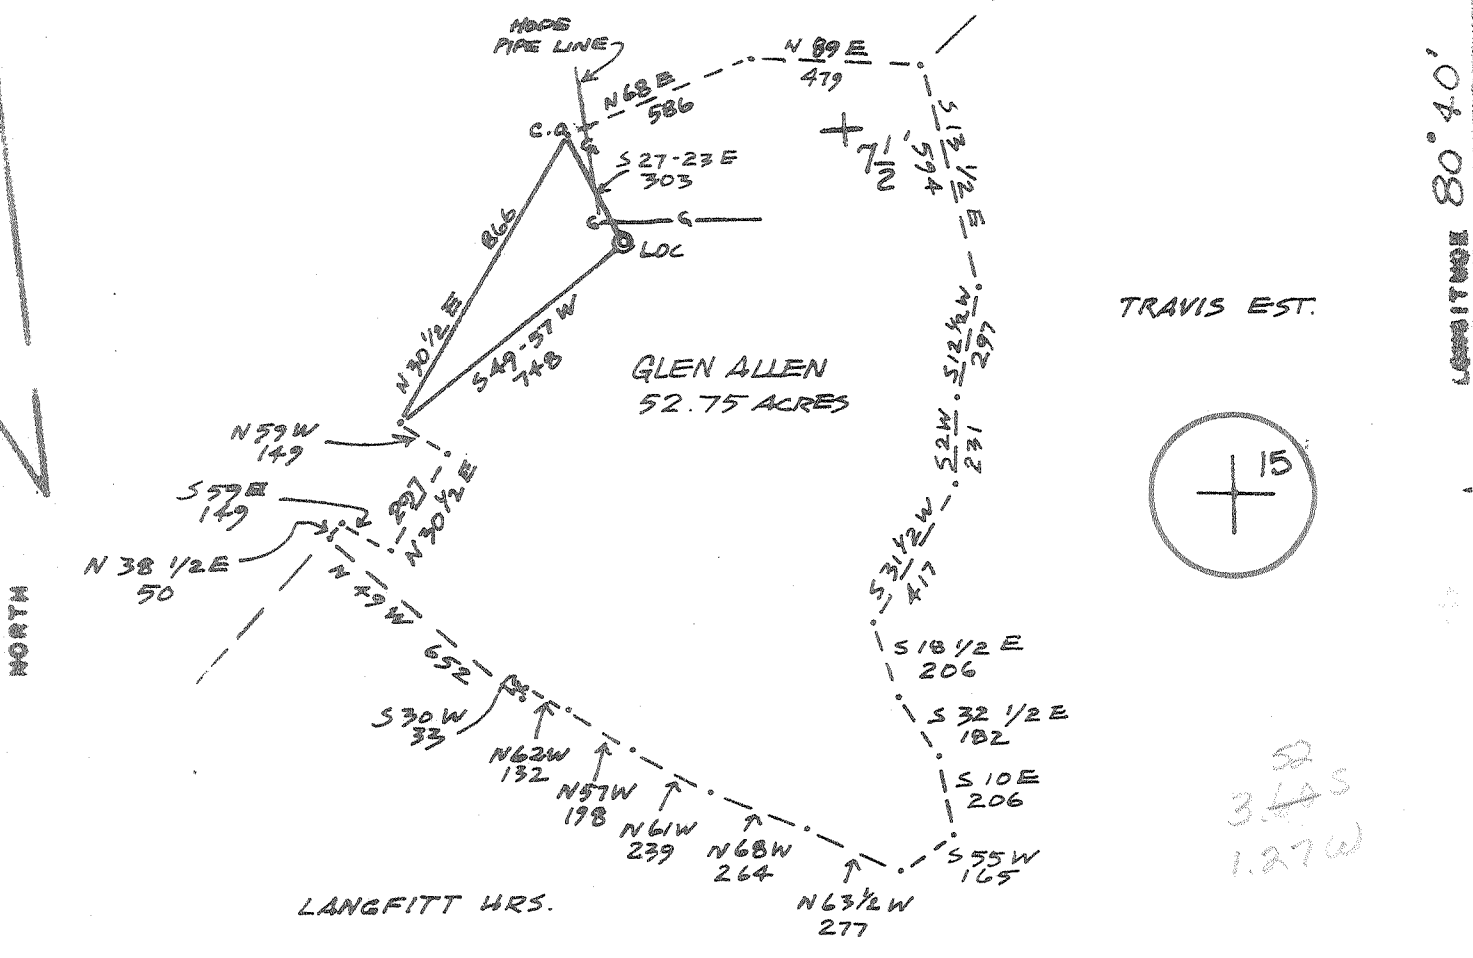 HOPE
PIPE LINE
N 89 E
479
N 68 E
586
C.O.
G
S 27-23 E
303
G
G
LOC
7 1/2'
S 13 1/2 E
594
LONGITUDE 80° 40'
866
N 30 1/2 E
S 49-57 W
748
GLEN ALLEN
52.75 ACRES
S 12 1/2 W
297
TRAVIS EST.
S 2 W
231
15
N 59 W
149
297
N 30 1/2 E
S 59 E
149
N 38 1/2 E
50
NORTH
N 49 W
652
S 31 1/2 W
417
S 18 1/2 E
206
S 32 1/2 E
182
S 10 E
206
S 55 W
165
S 30 W
33
N 62 W
132
N 57 W
198
N 61 W
239
N 68 W
264
N 63 1/2 W
277
LANGFITT HRS.
52
3. S
1.27 W